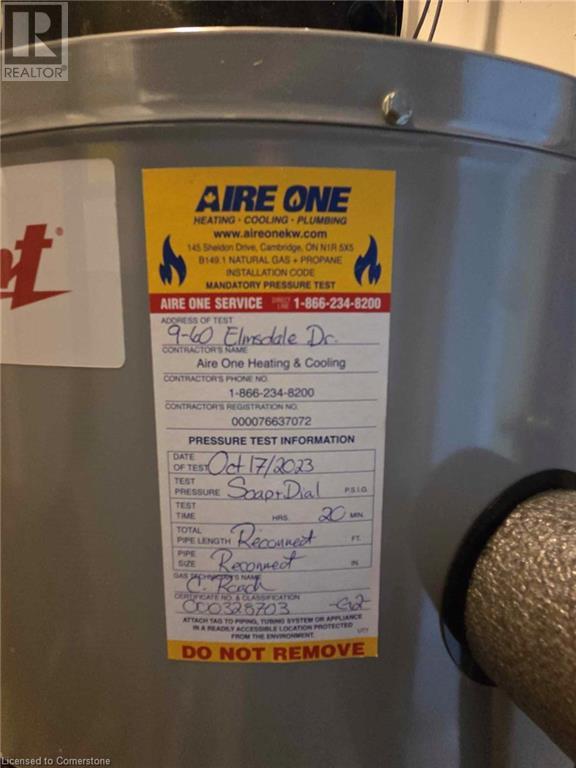 R
REALTOR®
nt®
AIRE ONE
HEATING · COOLING · PLUMBING
www.aireonekw.com
145 Sheldon Drive, Cambridge, ON N1R 5X5
B149.1 NATURAL GAS + PROPANE
INSTALLATION CODE
MANDATORY PRESSURE TEST
AIRE ONE SERVICE DIRECT LINE 1-866-234-8200
ADDRESS OF TEST
9-60 Elmsdale Dr.
CONTRACTOR'S NAME
Aire One Heating & Cooling
CONTRACTOR'S PHONE NO.
1-866-234-8200
CONTRACTOR'S REGISTRATION NO.
000076637072
PRESSURE TEST INFORMATION
DATE
OF TEST Oct 17/2023
TEST
PRESSURE Soap+Dial P.S.I.G.
TEST
TIME HRS. 20 MIN.
TOTAL
PIPE LENGTH Reconnect FT.
PIPE
SIZE Reconnect IN.
GAS TECHNICIAN'S NAME
C. Roach
CERTIFICATE NO. & CLASSIFICATION
000328703 -G2
ATTACH TAG TO PIPING, TUBING SYSTEM OR APPLIANCE
IN A READILY ACCESSIBLE LOCATION PROTECTED
FROM THE ENVIRONMENT.
DO NOT REMOVE
Licensed to Cornerstone